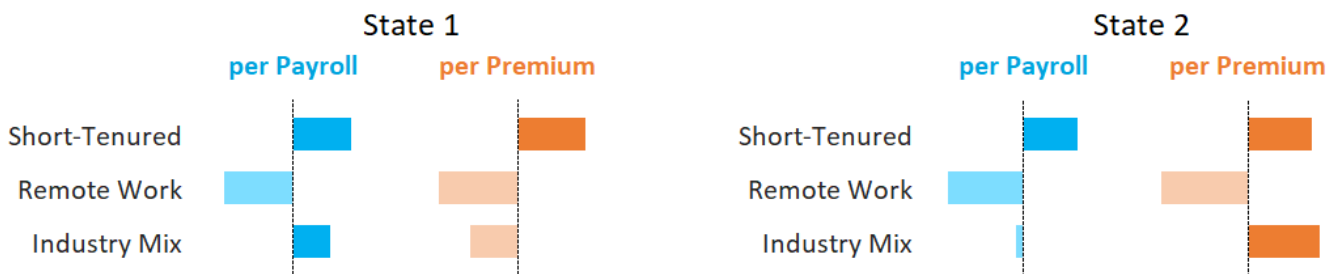 State 1
per Payroll per Premium
Short-Tenured
Remote Work
Industry Mix
State 2
per Payroll per Premium
Short-Tenured
Remote Work
Industry Mix